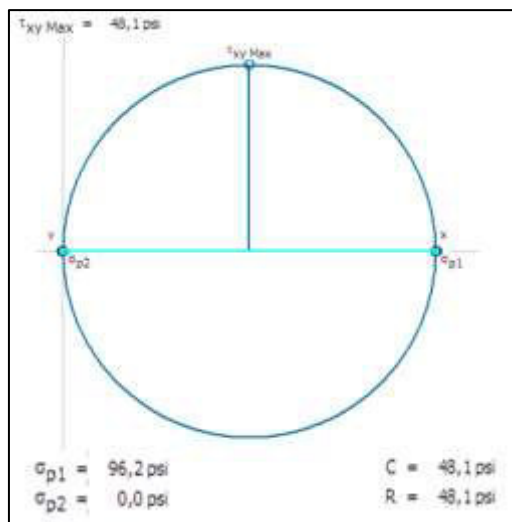 τxy Max = 48,1 psi
τxy Max
y x
σp2 σp1
σp1 = 96,2 psi C = 48,1 psi
σp2 = 0,0 psi R = 48,1 psi